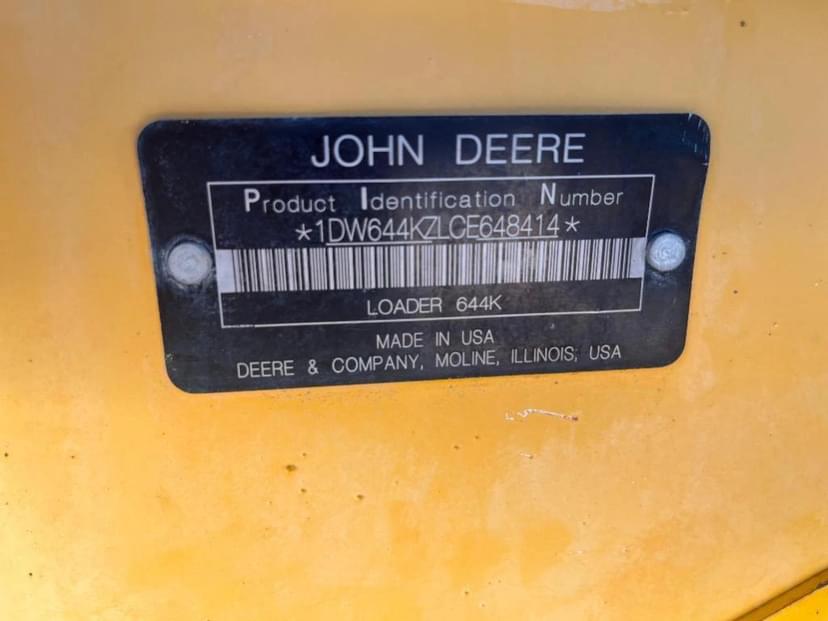 JOHN DEERE
Product Identification Number
*1DW644KZLCE648414*
LOADER 644K
MADE IN USA
DEERE & COMPANY, MOLINE, ILLINOIS, USA